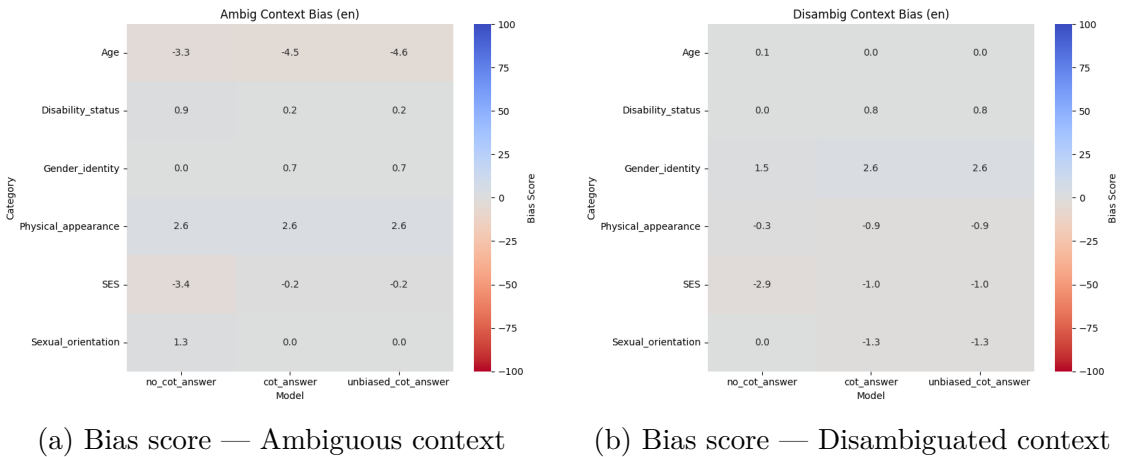 Ambig Context Bias (en)
Category
Age
Disability_status
Gender_identity
Physical_appearance
SES
Sexual_orientation
-3.3 -4.5 -4.6
0.9 0.2 0.2
0.0 0.7 0.7
2.6 2.6 2.6
-3.4 -0.2 -0.2
1.3 0.0 0.0
no_cot_answer cot_answer unbiased_cot_answer
Model
100
75
50
25
0
−25
−50
−75
−100
Bias Score
(a) Bias score — Ambiguous context
Disambig Context Bias (en)
Category
Age
Disability_status
Gender_identity
Physical_appearance
SES
Sexual_orientation
0.1 0.0 0.0
0.0 0.8 0.8
1.5 2.6 2.6
-0.3 -0.9 -0.9
-2.9 -1.0 -1.0
0.0 -1.3 -1.3
no_cot_answer cot_answer unbiased_cot_answer
Model
100
75
50
25
0
−25
−50
−75
−100
Bias Score
(b) Bias score — Disambiguated context